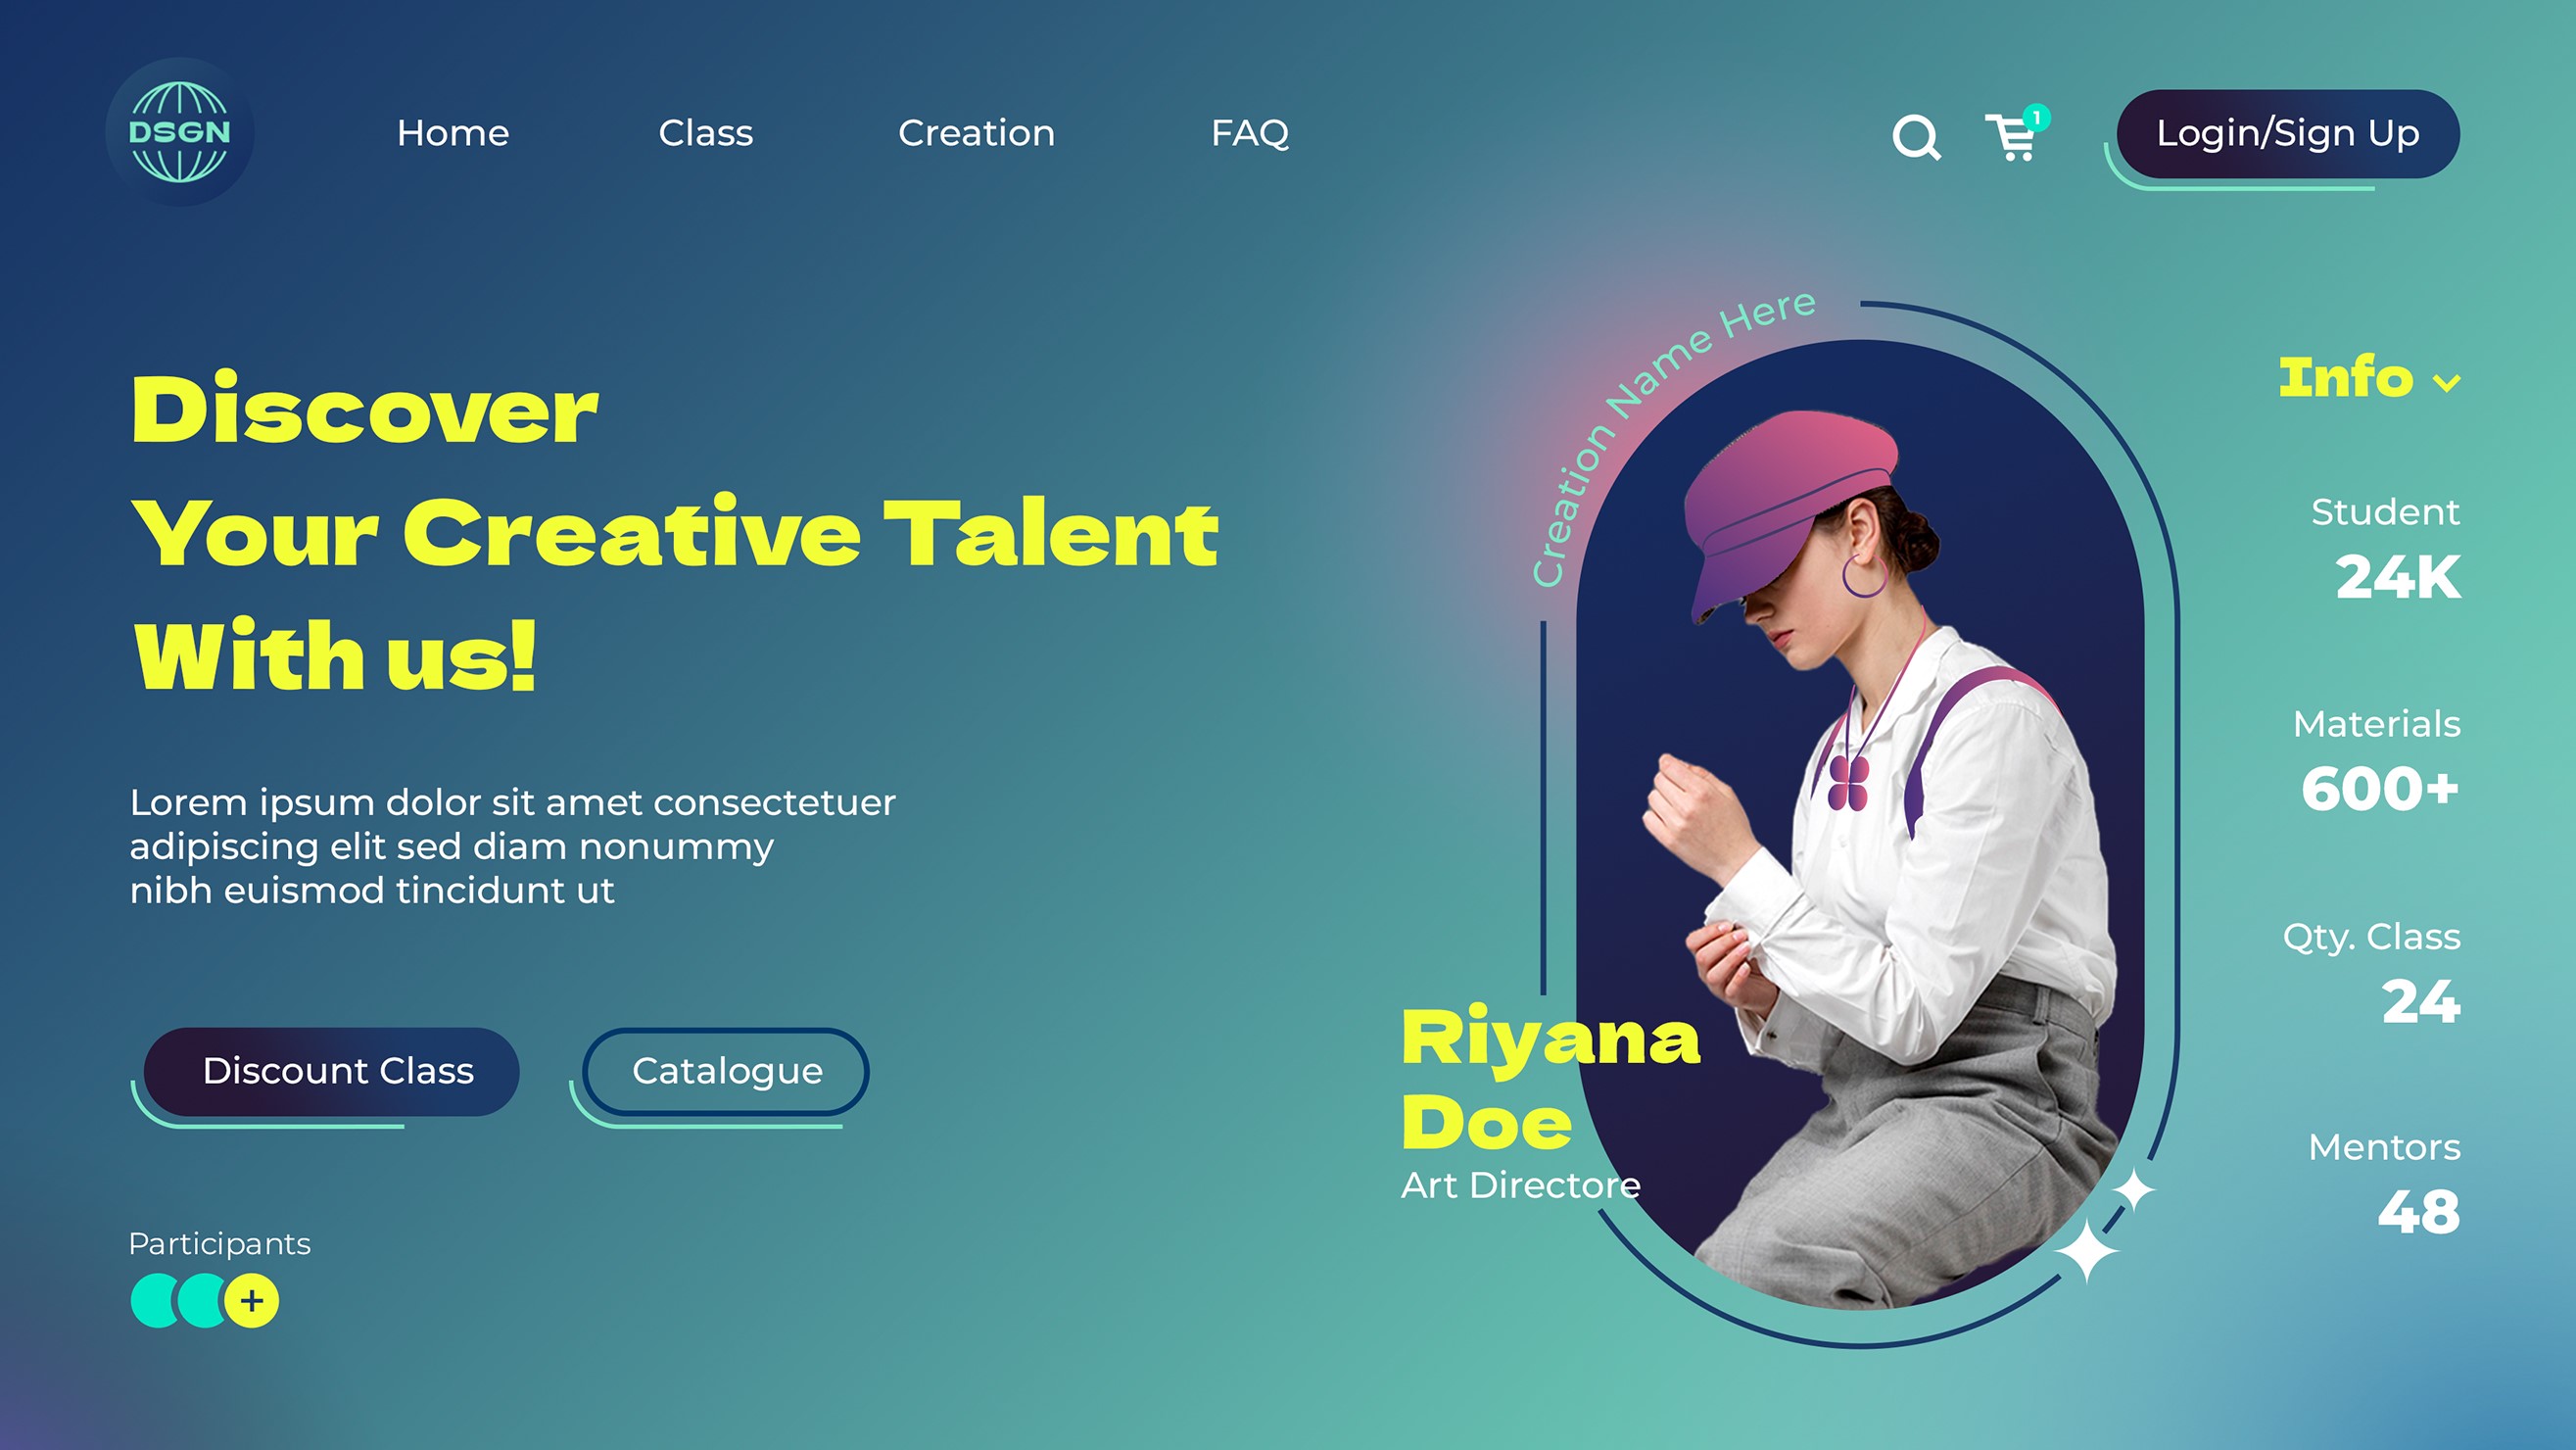 DSGN
Home
Class
Creation
FAQ
1
Login/Sign Up
Discover
Your Creative Talent
With us!
Lorem ipsum dolor sit amet consectetuer
adipiscing elit sed diam nonummy
nibh euismod tincidunt ut
Discount Class
Catalogue
Participants
+
Creation Name Here
Riyana
Doe
Art Directore
Info
Student
24K
Materials
600+
Qty. Class
24
Mentors
48